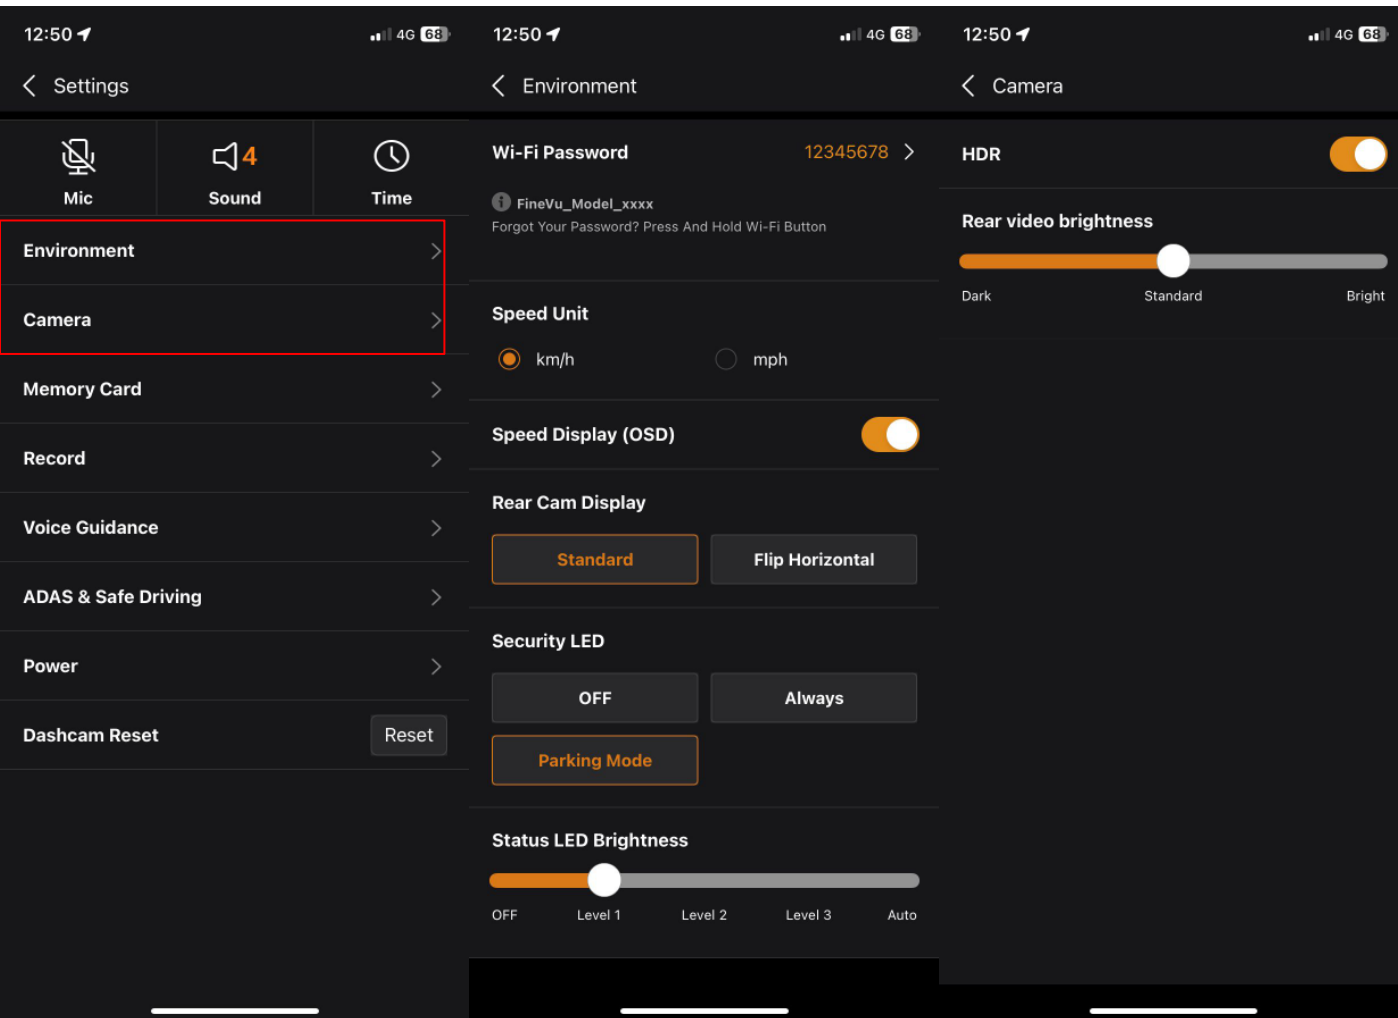 12:50
4G 68
Settings
Mic
4
Sound
Time
Environment
Camera
Memory Card
Record
Voice Guidance
ADAS & Safe Driving
Power
Dashcam Reset
Reset
12:50
4G 68
Environment
Wi-Fi Password
12345678
FineVu_Model_xxxx
Forgot Your Password? Press And Hold Wi-Fi Button
Speed Unit
km/h
mph
Speed Display (OSD)
Rear Cam Display
Standard
Flip Horizontal
Security LED
OFF
Always
Parking Mode
Status LED Brightness
OFF
Level 1
Level 2
Level 3
Auto
12:50
4G 68
Camera
HDR
Rear video brightness
Dark
Standard
Bright